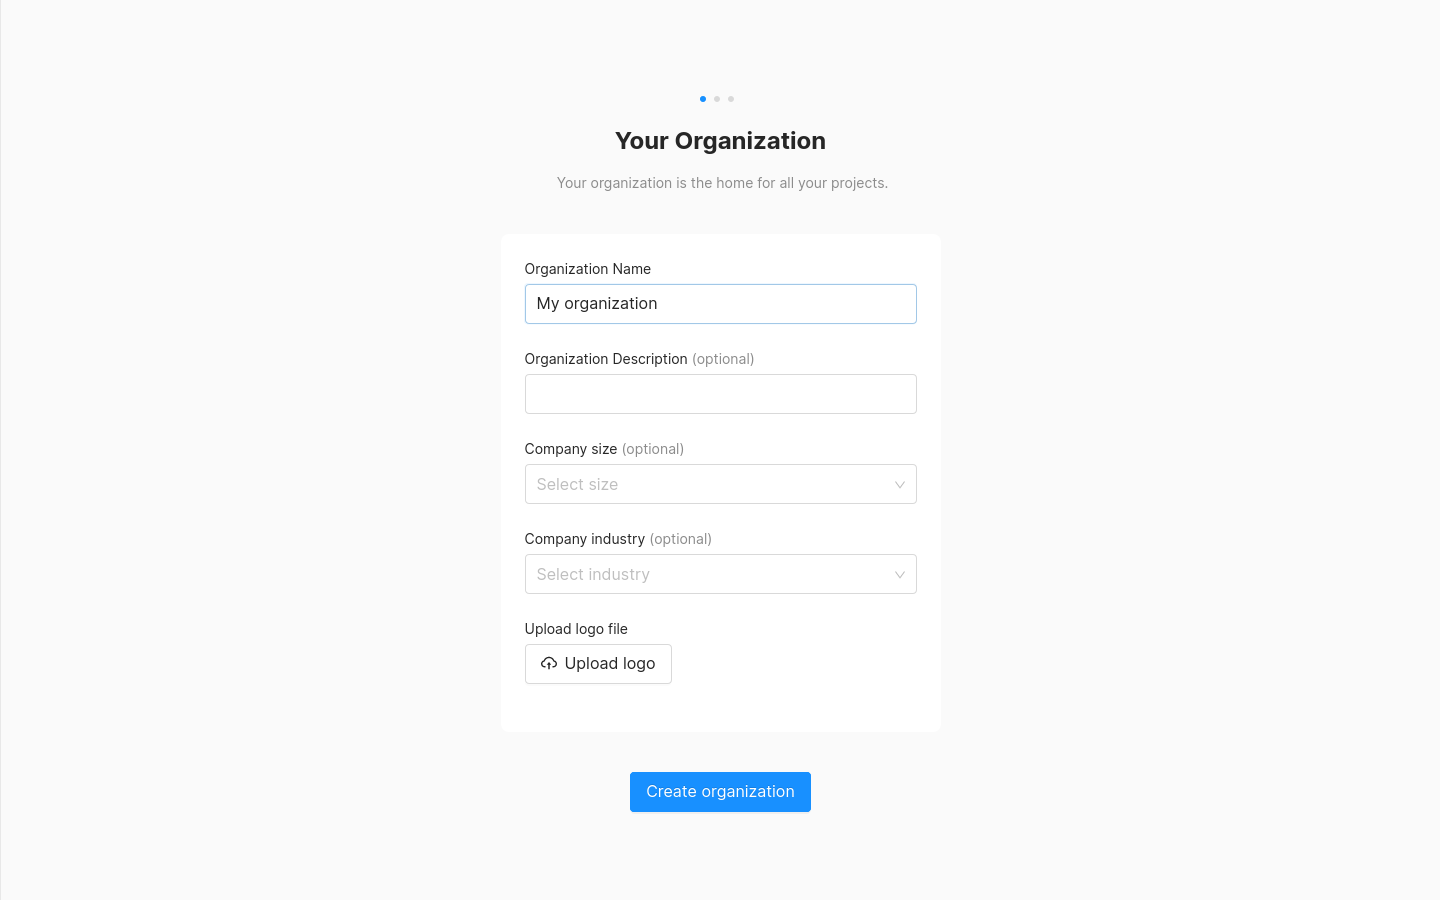 Your Organization
Your organization is the home for all your projects.
Organization Name
My organization
Organization Description (optional)
Company size (optional)
Select size
Company industry (optional)
Select industry
Upload logo file
Upload logo
Create organization